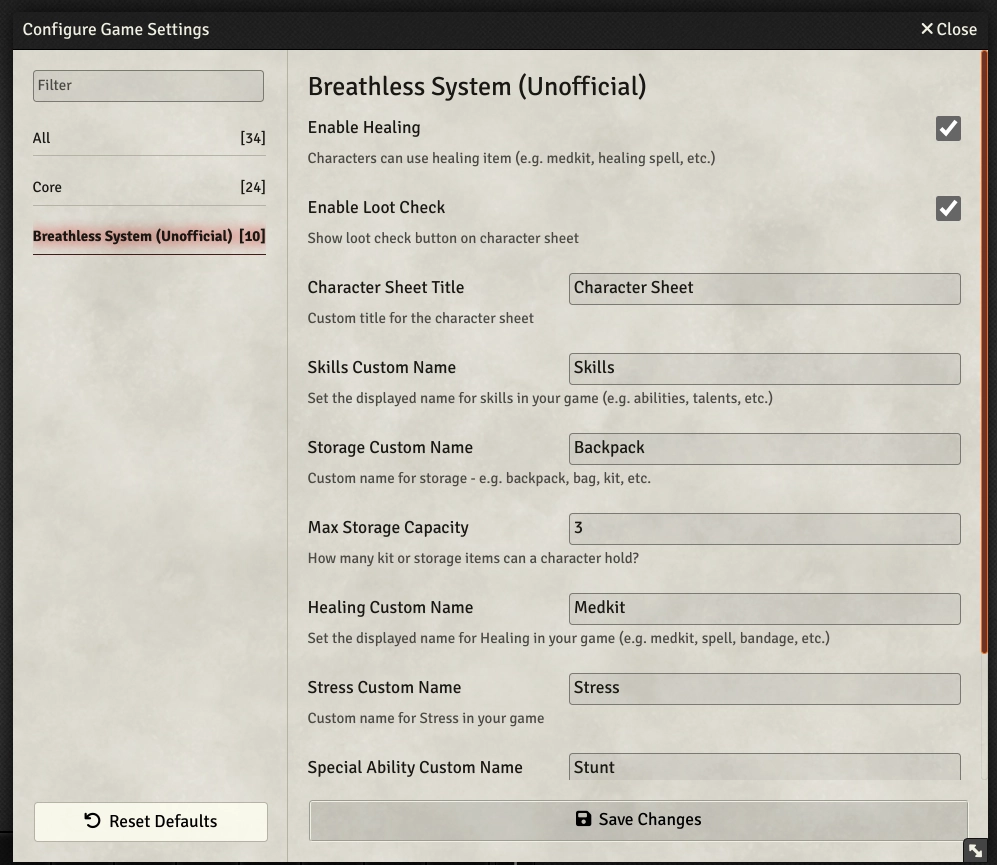 Configure Game Settings
Close
Filter
All [34]
Core [24]
Breathless System (Unofficial) [10]
Breathless System (Unofficial)
Enable Healing
Characters can use healing item (e.g. medkit, healing spell, etc.)
Enable Loot Check
Show loot check button on character sheet
Character Sheet Title Character Sheet
Custom title for the character sheet
Skills Custom Name Skills
Set the displayed name for skills in your game (e.g. abilities, talents, etc.)
Storage Custom Name Backpack
Custom name for storage - e.g. backpack, bag, kit, etc.
Max Storage Capacity 3
How many kit or storage items can a character hold?
Healing Custom Name Medkit
Set the displayed name for Healing in your game (e.g. medkit, spell, bandage, etc.)
Stress Custom Name Stress
Custom name for Stress in your game
Special Ability Custom Name Stunt
Reset Defaults
Save Changes